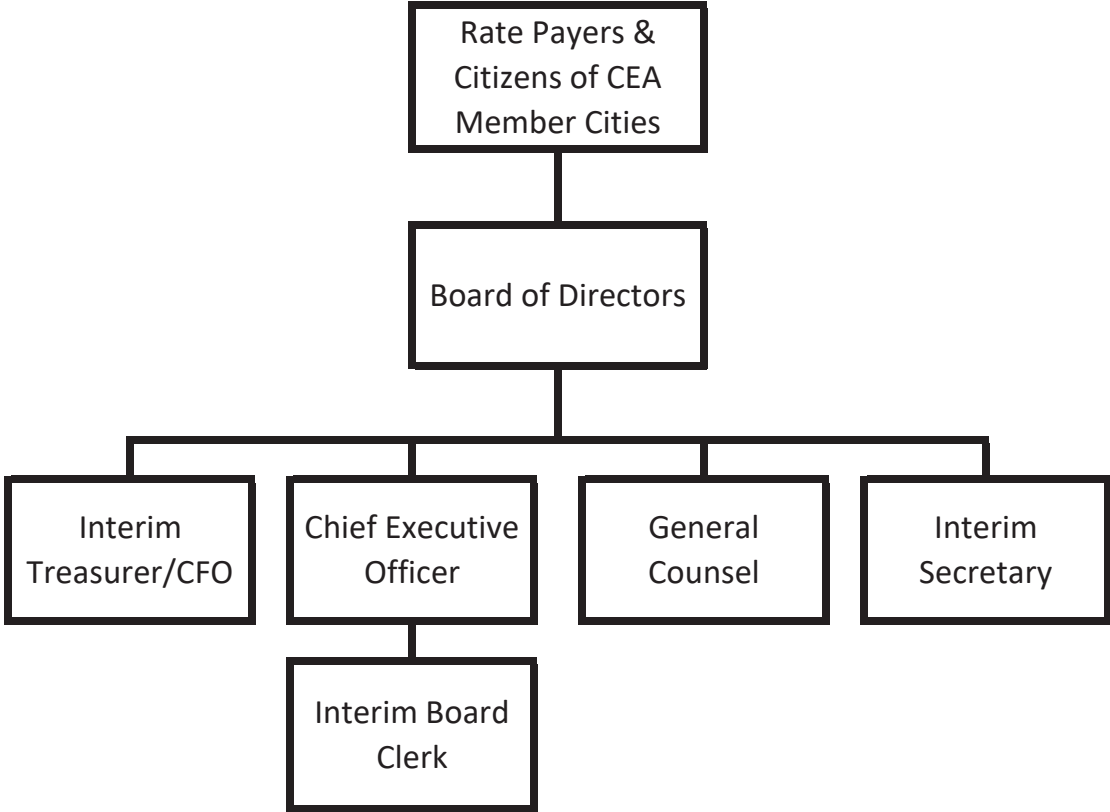 Rate Payers &
Citizens of CEA
Member Cities
Board of Directors
Interim
Treasurer/CFO
Chief Executive
Officer
General
Counsel
Interim
Secretary
Interim Board
Clerk